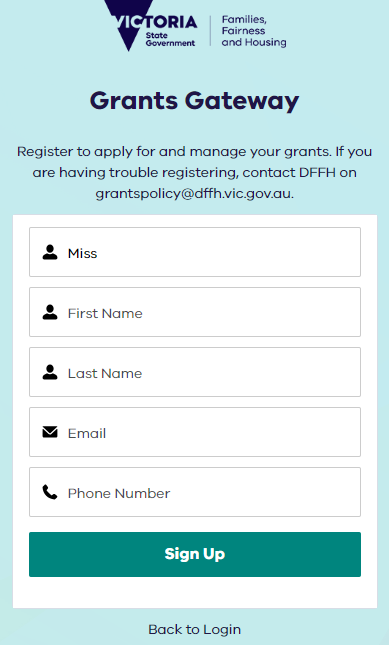 VICTORIA
State
Government
Families,
Fairness
and Housing
Grants Gateway
Register to apply for and manage your grants. If you
are having trouble registering, contact DFFH on
grantspolicy@dffh.vic.gov.au.
Miss
First Name
Last Name
Email
Phone Number
Sign Up
Back to Login